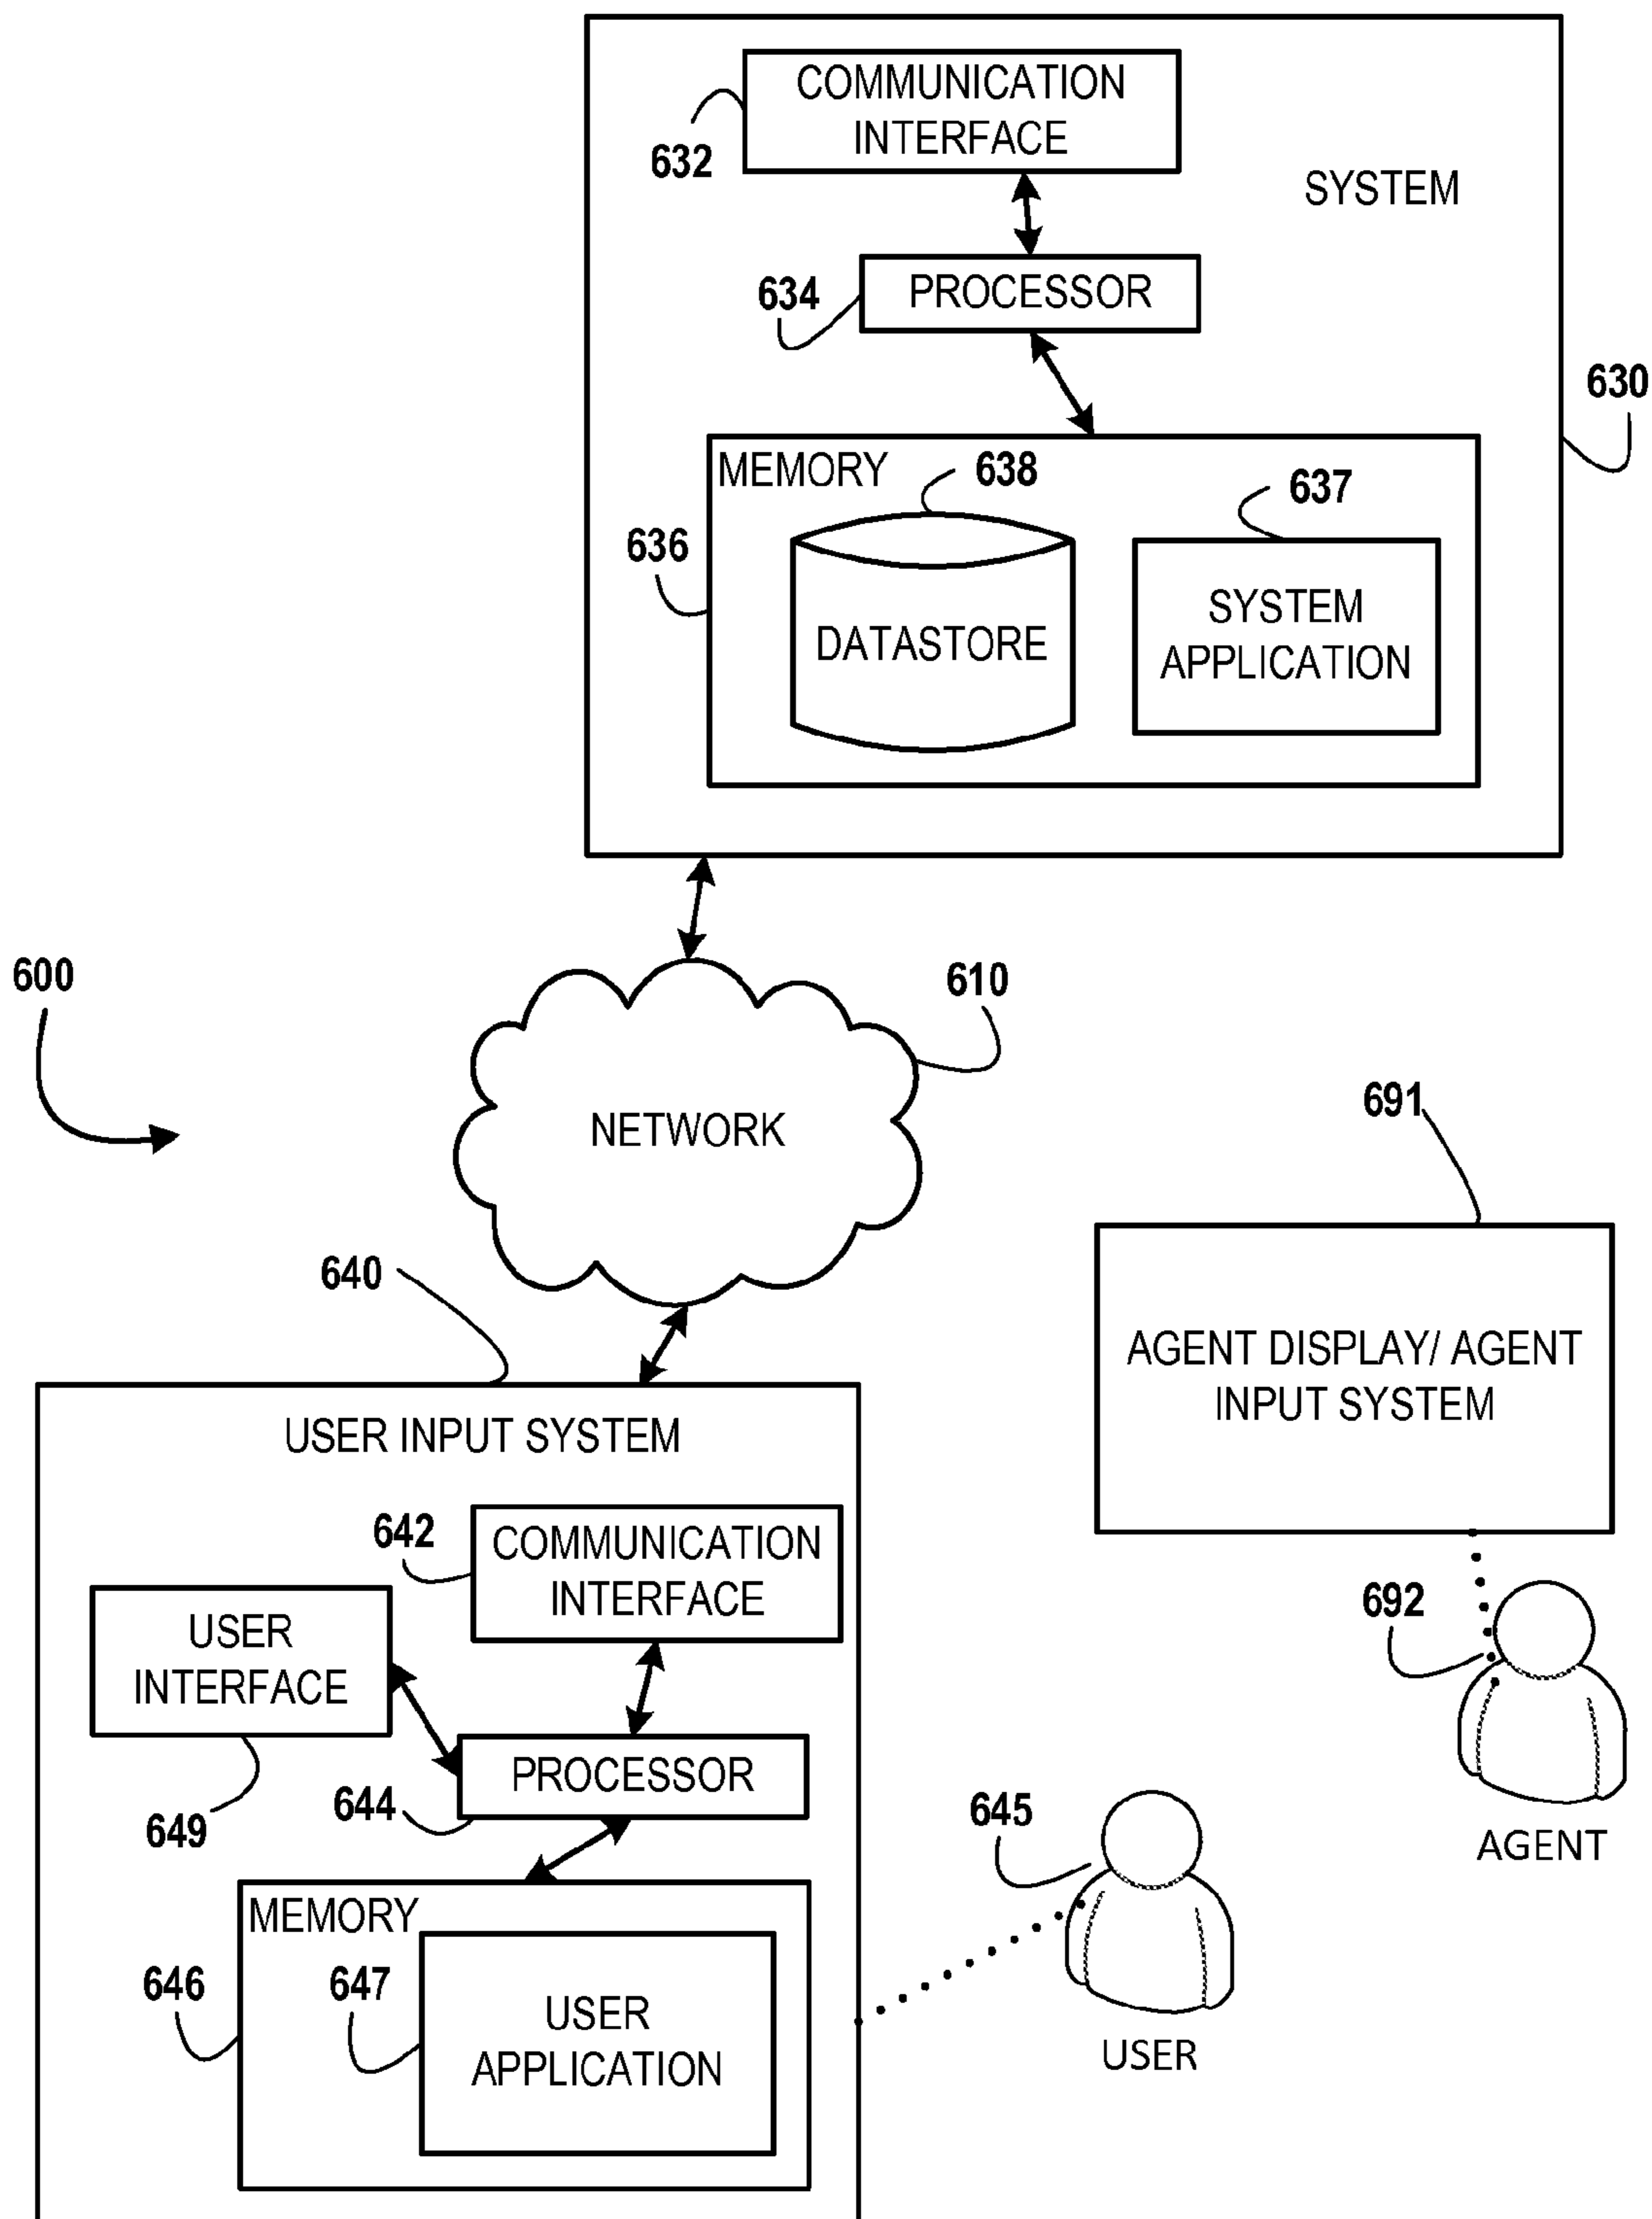 COMMUNICATION
INTERFACE
632
SYSTEM
634
PROCESSOR
630
MEMORY
638
637
636
DATASTORE
SYSTEM
APPLICATION
600
610
NETWORK
691
640
AGENT DISPLAY/ AGENT
INPUT SYSTEM
USER INPUT SYSTEM
642
COMMUNICATION
INTERFACE
692
USER
INTERFACE
PROCESSOR
644
649
645
AGENT
MEMORY
646
647
USER
APPLICATION
USER